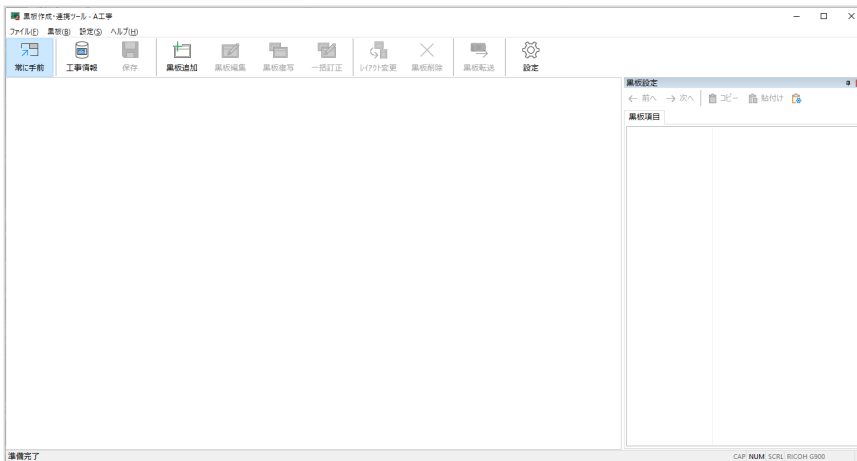 黒板作成・連携ツール - A工事
ファイル(F) 黒板(B) 設定(S) ヘルプ(H)
常に手前 工事情報 保存 黒板追加 黒板編集 黒板複写 一括訂正 レイアウト変更 黒板削除 黒板転送 設定
黒板設定
← 前へ → 次へ コピー 貼付け
黒板項目
準備完了
CAP NUM SCRL RICOH G900